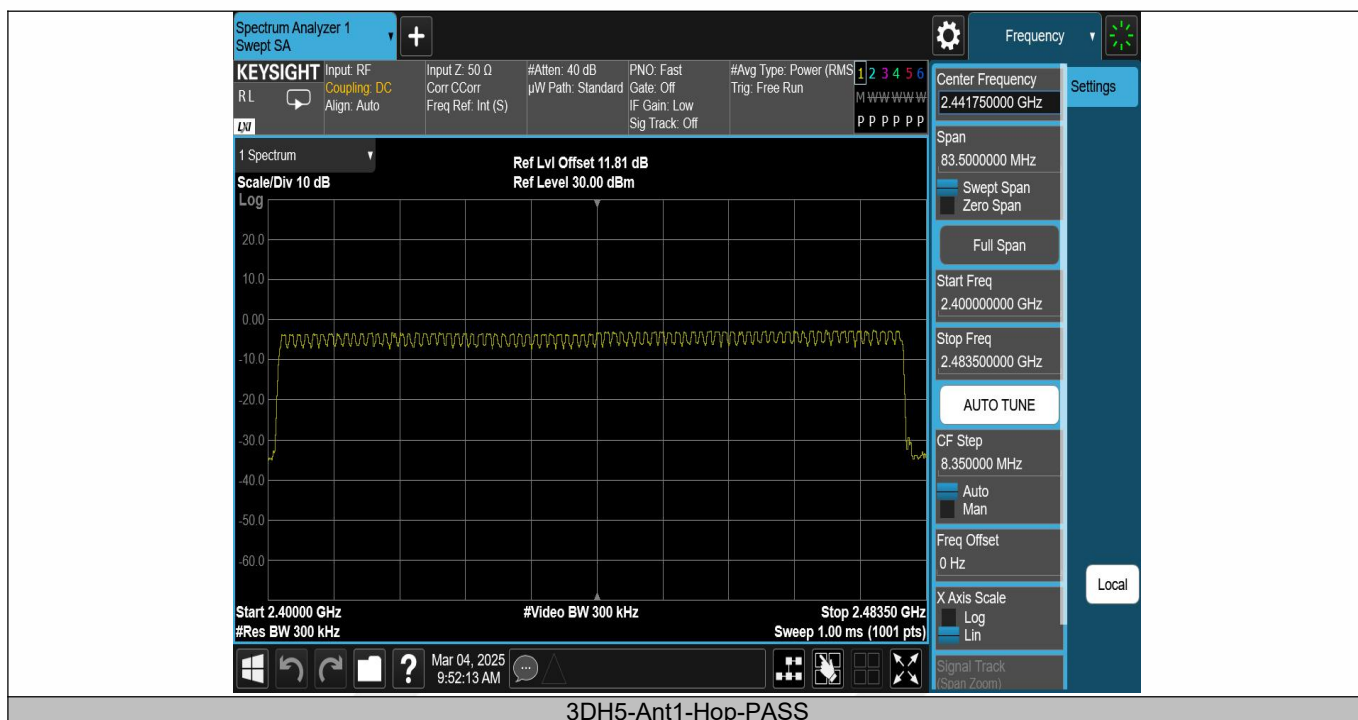 Spectrum Analyzer 1
Swept SA
Frequency
KEYSIGHT
R L
LXI
Input: RF
Coupling: DC
Align: Auto
Input Z: 50 Ω
Corr CCorr
Freq Ref: Int (S)
#Atten: 40 dB
µW Path: Standard
PNO: Fast
Gate: Off
IF Gain: Low
Sig Track: Off
#Avg Type: Power (RMS
Trig: Free Run
1 2 3 4 5 6
M W W W W W
P P P P P P
1 Spectrum
Scale/Div 10 dB
Log
Ref Lvl Offset 11.81 dB
Ref Level 30.00 dBm
20.0
10.0
0.00
-10.0
-20.0
-30.0
-40.0
-50.0
-60.0
Start 2.40000 GHz
#Res BW 300 kHz
#Video BW 300 kHz
Stop 2.48350 GHz
Sweep 1.00 ms (1001 pts)
Center Frequency
2.441750000 GHz
Settings
Span
83.5000000 MHz
Swept Span
Zero Span
Full Span
Start Freq
2.400000000 GHz
Stop Freq
2.483500000 GHz
AUTO TUNE
CF Step
8.350000 MHz
Auto
Man
Freq Offset
0 Hz
X Axis Scale
Log
Lin
Signal Track
(Span Zoom)
Local
?
Mar 04, 2025
9:52:13 AM
3DH5-Ant1-Hop-PASS